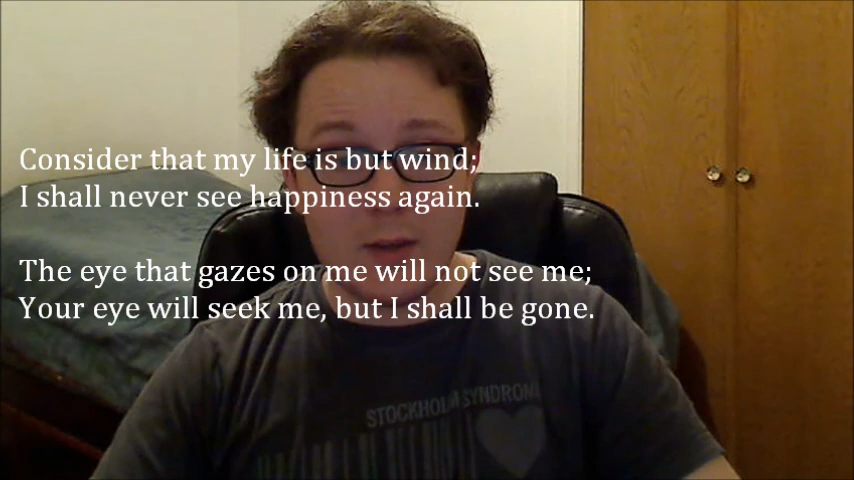 Consider that my life is but wind;
I shall never see happiness again.
The eye that gazes on me will not see me;
Your eye will seek me, but I shall be gone.
STOCKHOLM SYNDROME